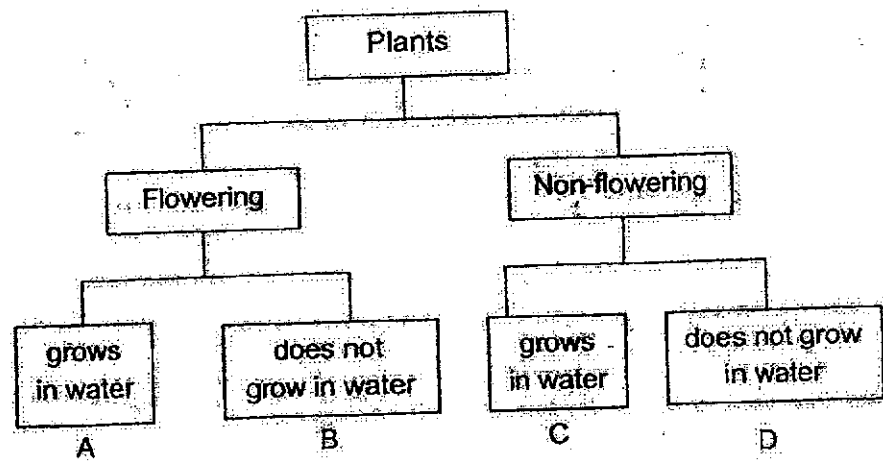 Plants
Flowering
Non-flowering
grows
in water
does not
grow in water
grows
in water
does not grow
in water
A
B
C
D